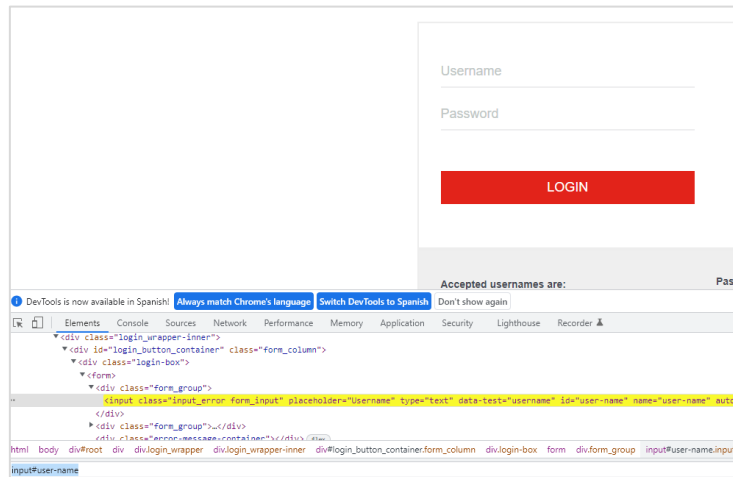 Username
Password
LOGIN
Accepted usernames are:
DevTools is now available in Spanish! Always match Chrome's language Switch DevTools to Spanish Don't show again
Elements Console Sources Network Performance Memory Application Security Lighthouse Recorder
<div class="login_wrapper-inner">
<div id="login_button_container" class="form_column">
<div class="login-box">
<form>
<div class="form_group">
<input class="input_error form_input" placeholder="Username" type="text" data-test="username" id="user-name" name="user-name"
</div>
<div class="form_group">…</div>
<div class="error-message-container"></div> flex
html body div#root div div.login_wrapper div.login_wrapper-inner div#login_button_container.form_column div.login-box form div.form_group input#user-name.inpu
input#user-name